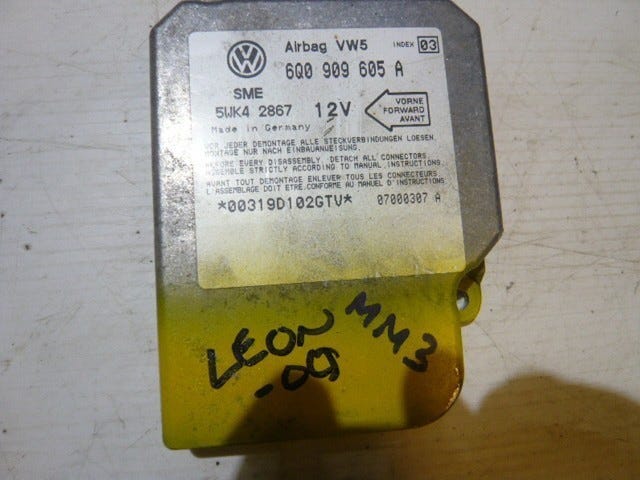 Airbag VW5 INDEX 03
6Q0 909 605 A
SME
5WK4 2867 12V
VORNE
FORWARD
AVANT
Made in Germany
VOR JEDER DEMONTAGE ALLE STECKVERBINDUNGEN LOESEN.
MONTAGE NUR NACH EINBAUANWEISUNG.
BEFORE EVERY DISASSEMBLY DETACH ALL CONNECTORS
ASSEMBLE STRICTLY ACCORDING TO MANUAL INSTRUCTIONS
AVANT TOUT DEMONTAGE ENLEVER TOUS LES CONNECTEURS
L'ASSEMBLAGE DOIT ETRE CONFORME AU MANUEL D'INSTRUCTIONS
*00319D102GTV* 07000307 A
LEON MM3
-00